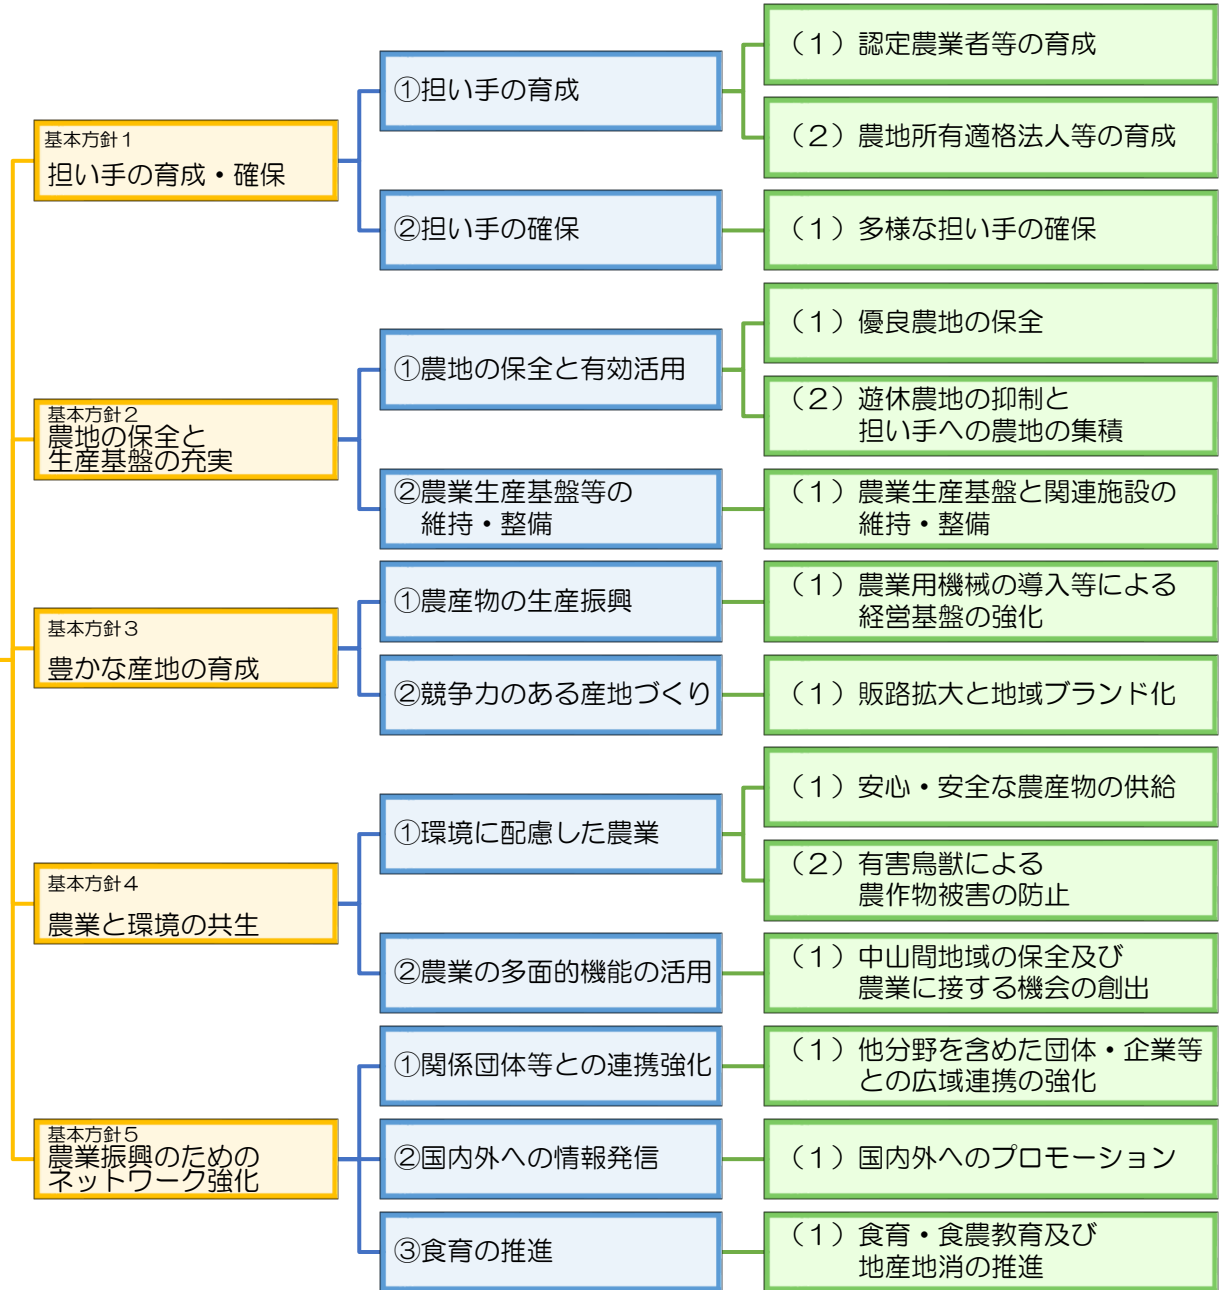 基本方針１
担い手の育成・確保
①担い手の育成
（１）認定農業者等の育成
（２）農地所有適格法人等の育成
②担い手の確保
（１）多様な担い手の確保
基本方針２
農地の保全と
生産基盤の充実
①農地の保全と有効活用
（１）優良農地の保全
（２）遊休農地の抑制と
担い手への農地の集積
②農業生産基盤等の
維持・整備
（１）農業生産基盤と関連施設の
維持・整備
基本方針３
豊かな産地の育成
①農産物の生産振興
（１）農業用機械の導入等による
経営基盤の強化
②競争力のある産地づくり
（１）販路拡大と地域ブランド化
基本方針４
農業と環境の共生
①環境に配慮した農業
（１）安心・安全な農産物の供給
（２）有害鳥獣による
農作物被害の防止
②農業の多面的機能の活用
（１）中山間地域の保全及び
農業に接する機会の創出
基本方針５
農業振興のための
ネットワーク強化
①関係団体等との連携強化
（１）他分野を含めた団体・企業等
との広域連携の強化
②国内外への情報発信
（１）国内外へのプロモーション
③食育の推進
（１）食育・食農教育及び
地産地消の推進